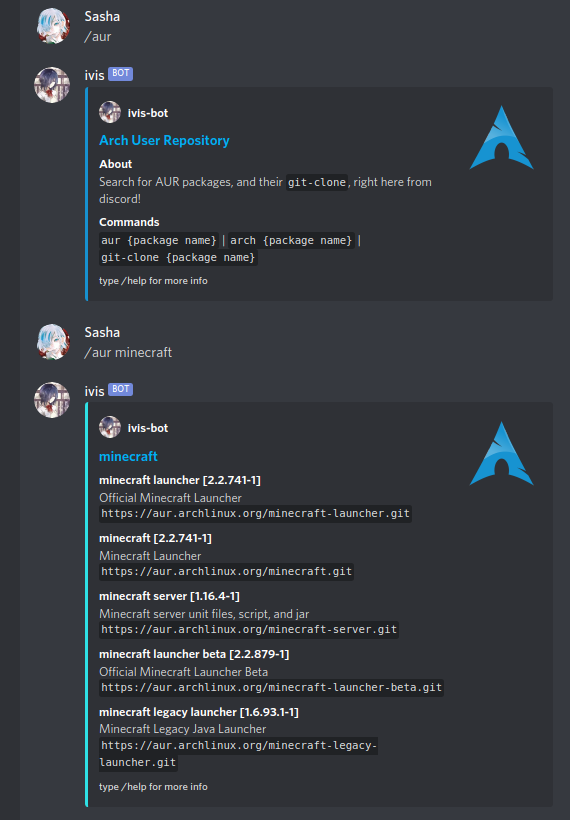 Sasha
/aur
ivis BOT
ivis-bot
Arch User Repository
About
Search for AUR packages, and their git-clone, right here from
discord!
Commands
aur {package name} | arch {package name} |
git-clone {package name}
type /help for more info
Sasha
/aur minecraft
ivis BOT
ivis-bot
minecraft
minecraft launcher [2.2.741-1]
Official Minecraft Launcher
https://aur.archlinux.org/minecraft-launcher.git
minecraft [2.2.741-1]
Minecraft Launcher
https://aur.archlinux.org/minecraft.git
minecraft server [1.16.4-1]
Minecraft server unit files, script, and jar
https://aur.archlinux.org/minecraft-server.git
minecraft launcher beta [2.2.879-1]
Official Minecraft Launcher Beta
https://aur.archlinux.org/minecraft-launcher-beta.git
minecraft legacy launcher [1.6.93.1-1]
Minecraft Legacy Java Launcher
https://aur.archlinux.org/minecraft-legacy-
launcher.git
type /help for more info